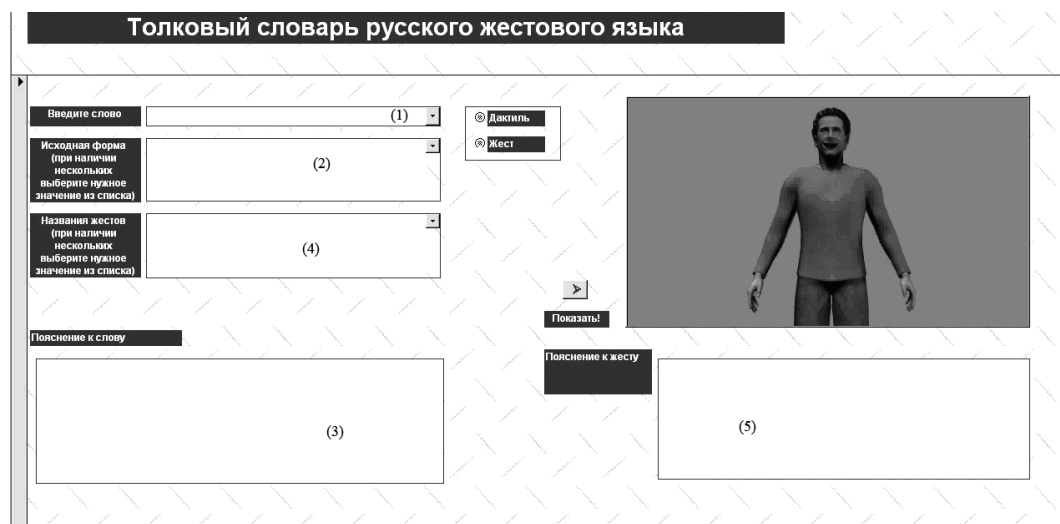 Толковый словарь русского жестового языка
Введите слово
(1)
Дактиль
Жест
Исходная форма
(при наличии
нескольких
выберите нужное
значение из списка)
(2)
Названия жестов
(при наличии
нескольких
выберите нужное
значение из списка)
(4)
Показать!
Пояснение к слову
(3)
Пояснение к жесту
(5)